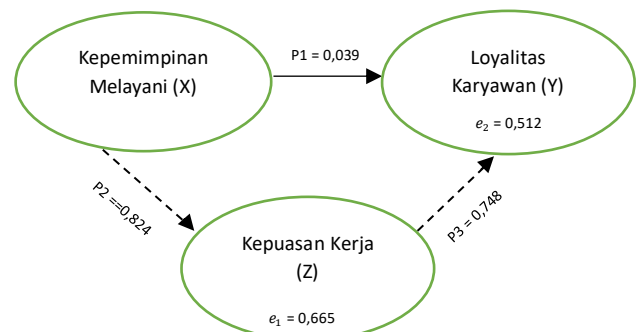 Kepemimpinan
Melayani (X)
P1 = 0,039
Loyalitas
Karyawan (Y)
e₂ = 0,512
P2 ==0,824
P3 = 0,748
Kepuasan Kerja
(Z)
e₁ = 0,665